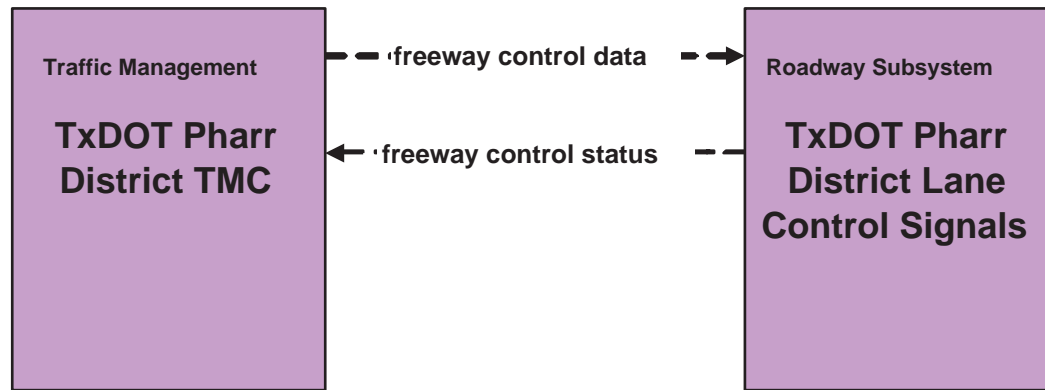 Traffic Management
TxDOT Pharr
District TMC
freeway control data
freeway control status
Roadway Subsystem
TxDOT Pharr
District Lane
Control Signals